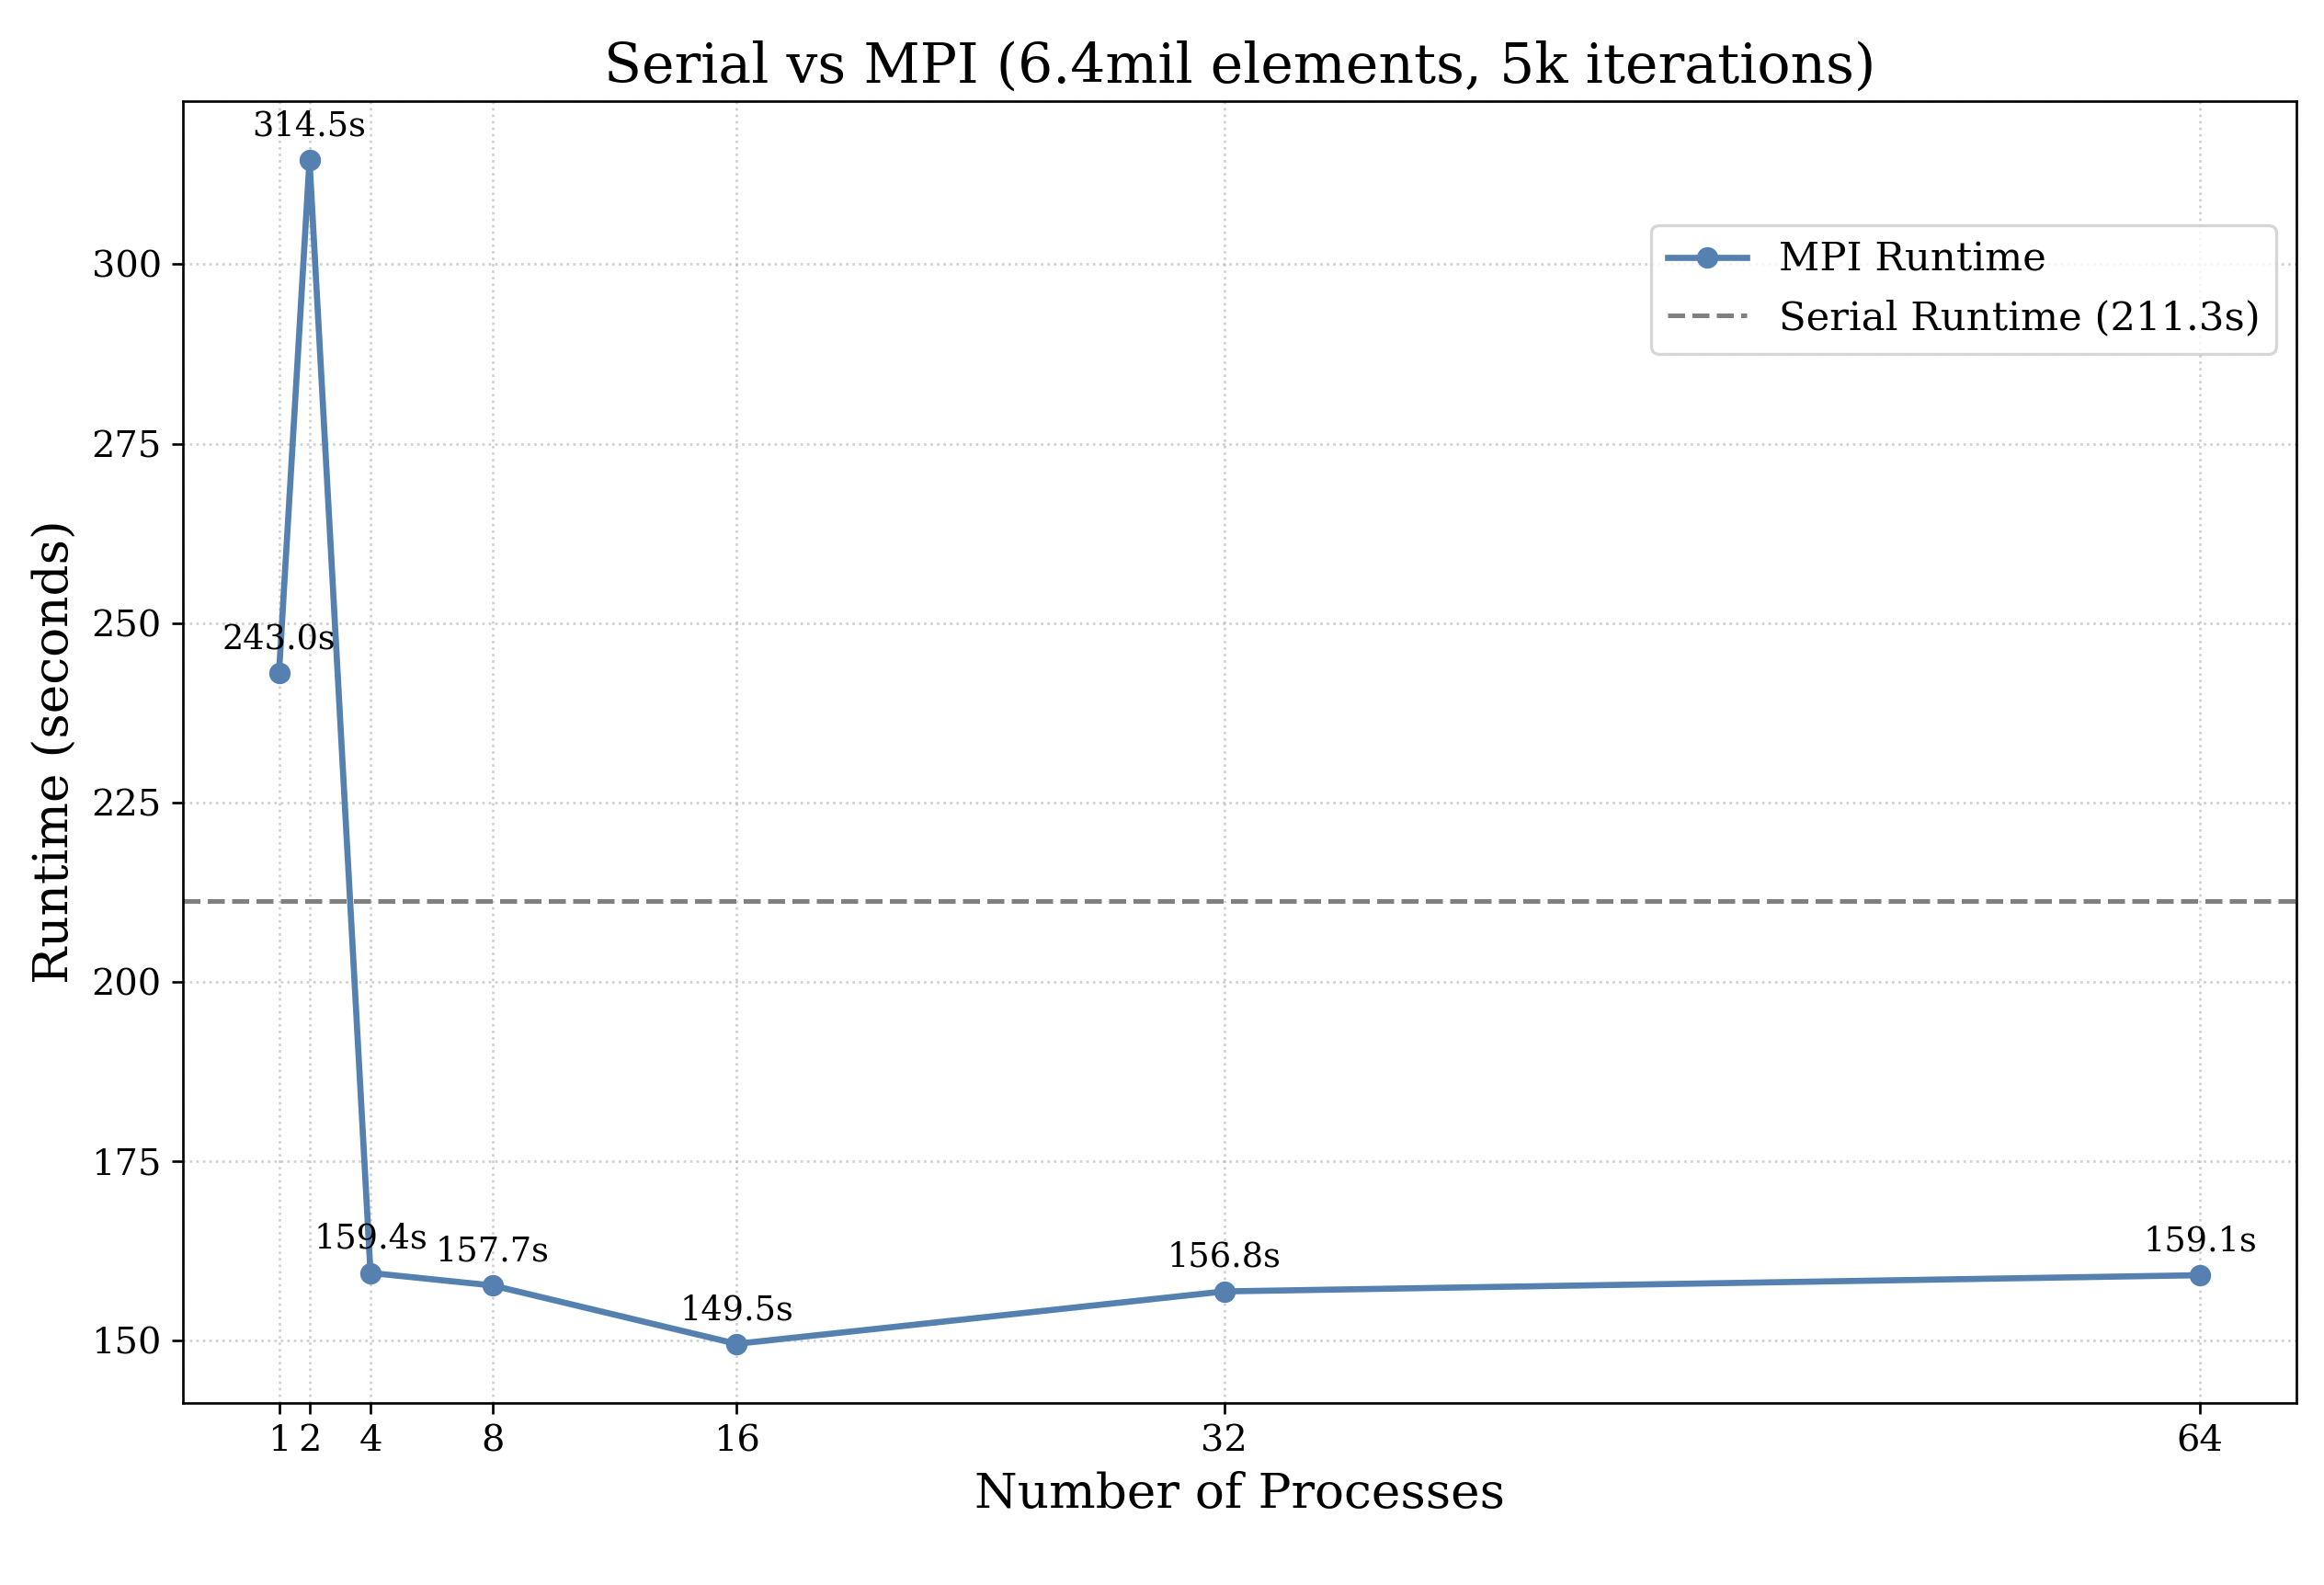 Serial vs MPI (6.4mil elements, 5k iterations)
314.5s
MPI Runtime
Serial Runtime (211.3s)
243.0s
159.4s
157.7s
149.5s
156.8s
159.1s
Runtime (seconds)
300
275
250
225
200
175
150
1 2 4 8 16 32 64
Number of Processes